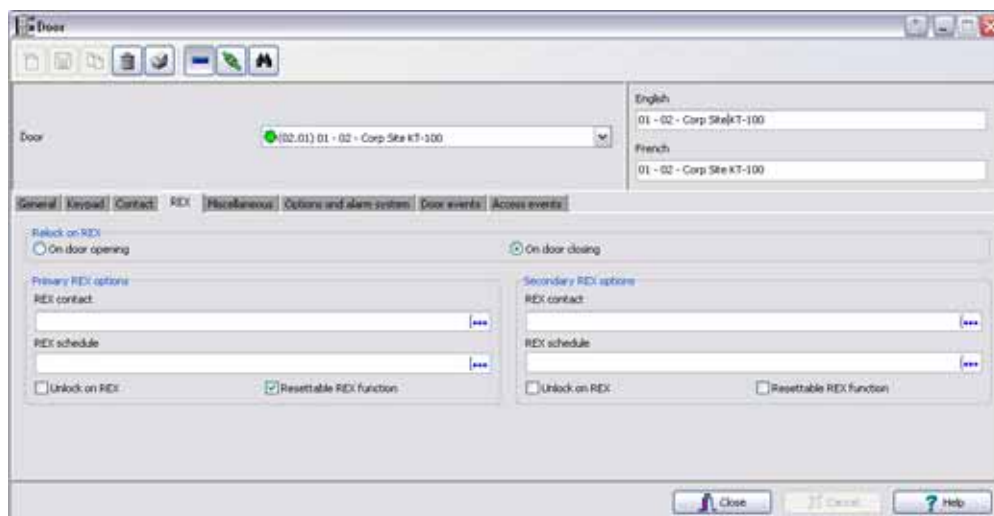 Door
English
01 - 02 - Corp Site KT-100
Door
(02.01) 01 - 02 - Corp Site KT-100
French
01 - 02 - Corp Site KT-100
General Keypad Contact REX Miscellaneous Options and alarm system Door events Access events
Relock on REX
On door opening
On door closing
Primary REX options
Secondary REX options
REX contact
REX contact
REX schedule
REX schedule
Unlock on REX
Resettable REX function
Unlock on REX
Resettable REX function
Close
Cancel
Help